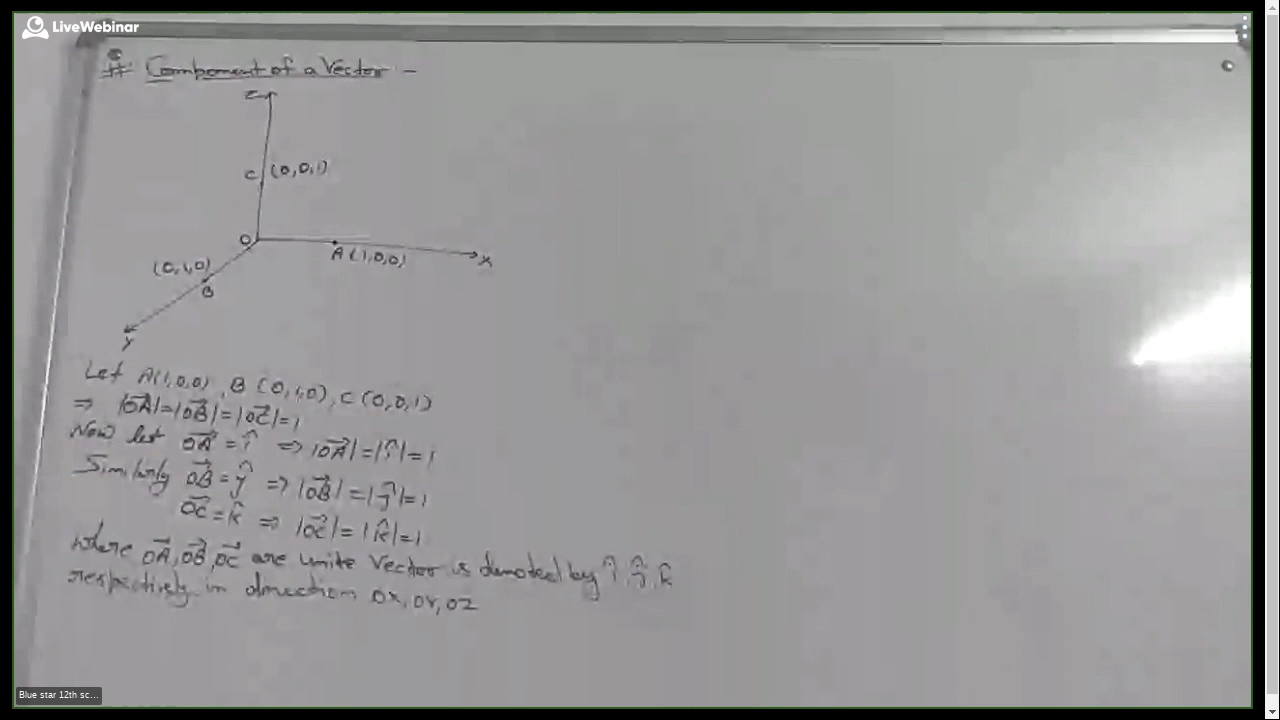 LiveWebinar
# Component of a Vector -
Z
C (0,0,1)
O
A (1,0,0)
X
(0,1,0)
B
Y
Let A(1,0,0), B (0,1,0), C (0,0,1)
⇒ |OA⃗|=|OB⃗|=|OC⃗|=1
Now let OA⃗ = î ⇒ |OA⃗|=|î|=1
Similarly OB⃗ = ĵ ⇒ |OB⃗|=|ĵ|=1
OC⃗ = k̂ ⇒ |OC⃗|=|k̂|=1
where OA⃗, OB⃗, OC⃗ are unite Vector is denoted by î, ĵ, k̂
respectively in direction OX, OY, OZ
Blue star 12th sc...